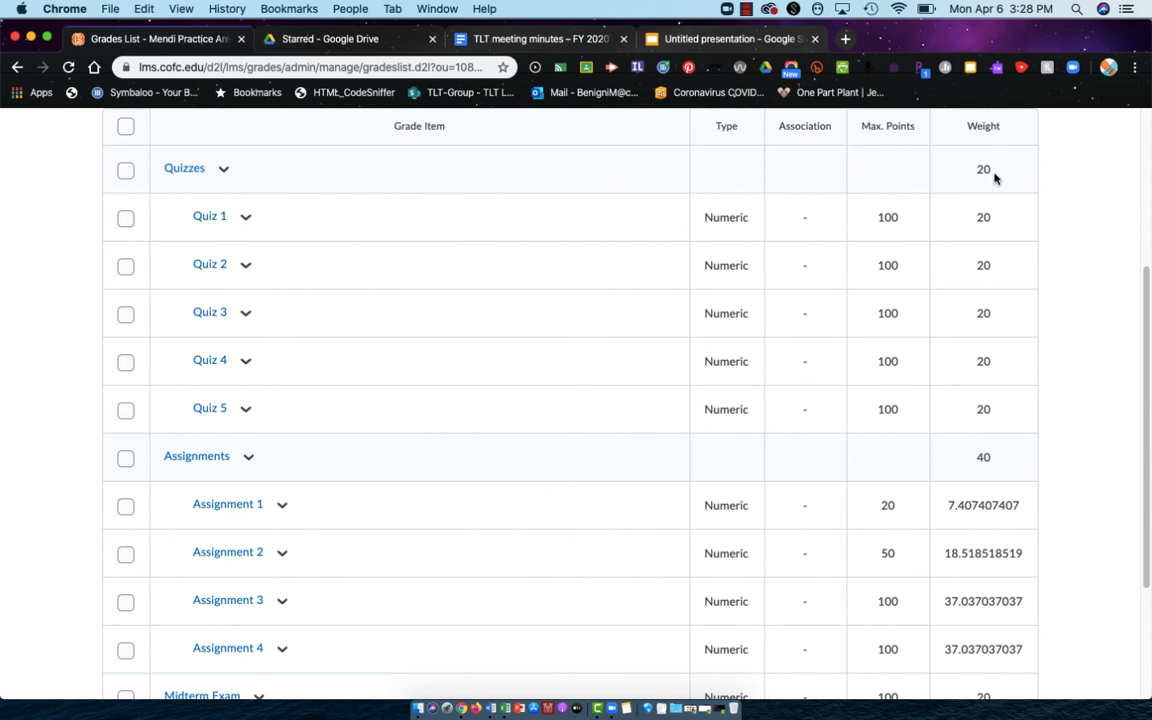 Chrome File Edit View History Bookmarks People Tab Window Help Mon Apr 6 3:28 PM
Grades List - Mendi Practice Are Starred - Google Drive TLT meeting minutes – FY 2020 Untitled presentation - Google S
lms.cofc.edu/d2l/lms/grades/admin/manage/gradeslist.d2l?ou=108...
New
1
Apps Symbaloo - Your B... Bookmarks HTML_CodeSniffer TLT-Group - TLT L... Mail - BenigniM@c... Coronavirus COVID... One Part Plant | Je...
Grade Item Type Association Max. Points Weight
Quizzes 20
Quiz 1 Numeric - 100 20
Quiz 2 Numeric - 100 20
Quiz 3 Numeric - 100 20
Quiz 4 Numeric - 100 20
Quiz 5 Numeric - 100 20
Assignments 40
Assignment 1 Numeric - 20 7.407407407
Assignment 2 Numeric - 50 18.518518519
Assignment 3 Numeric - 100 37.037037037
Assignment 4 Numeric - 100 37.037037037
Midterm Exam Numeric - 100 20